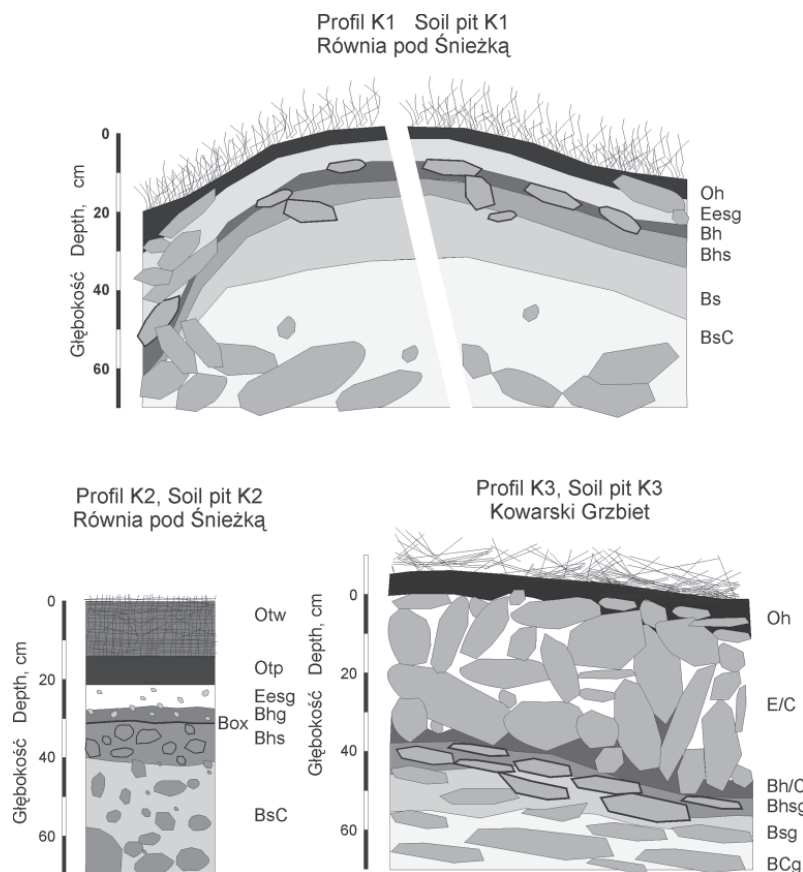 Profil K1 Soil pit K1
Równia pod Śnieżką
0
20
40
60
Głębokość Depth, cm
Oh
Eesg
Bh
Bhs
Bs
BsC
Profil K2, Soil pit K2
Równia pod Śnieżką
0
20
40
60
Głębokość Depth, cm
Otw
Otp
Eesg
Bhg
Box
Bhs
BsC
Profil K3, Soil pit K3
Kowarski Grzbiet
0
20
40
60
Głębokość Depth, cm
Oh
E/C
Bh/C
Bhsg
Bsg
BCg